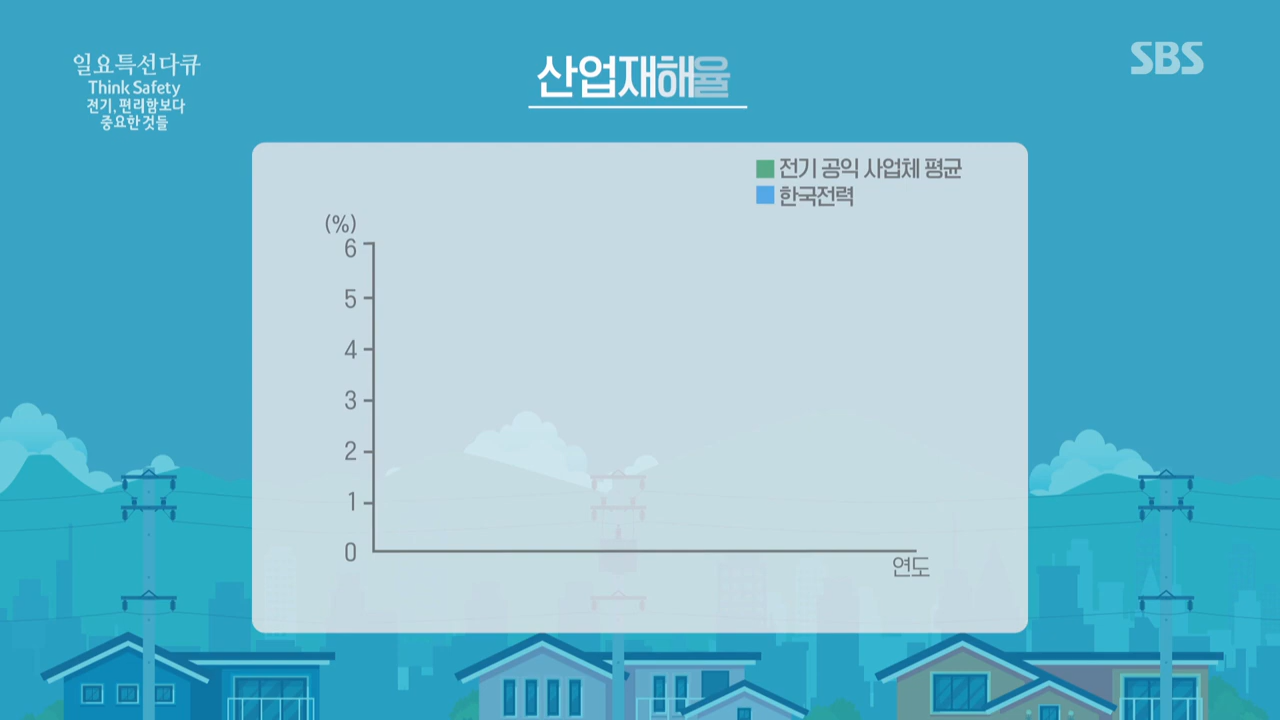 일요특선다큐
Think Safety
전기, 편리함보다
중요한 것들
산업재해율
SBS
전기 공익 사업체 평균
한국전력
(%)
6
5
4
3
2
1
0
연도